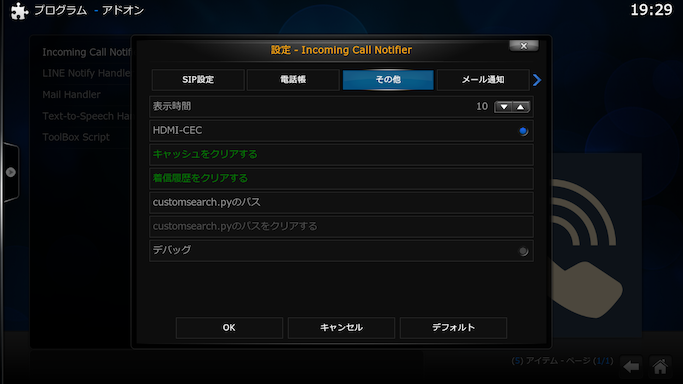 プログラム - アドオン
19:29
Incoming Call Notif
LINE Notify Handle
Mail Handler
Text-to-Speech Ha
ToolBox Script
設定 - Incoming Call Notifier
SIP設定
電話帳
その他
メール通知
表示時間
10
HDMI-CEC
キャッシュをクリアする
着信履歴をクリアする
customsearch.pyのパス
customsearch.pyのパスをクリアする
デバッグ
OK
キャンセル
デフォルト
(5) アイテム - ページ (1/1)